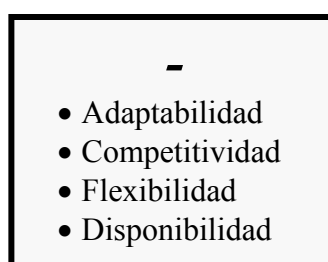 -
• Adaptabilidad
• Competitividad
• Flexibilidad
• Disponibilidad